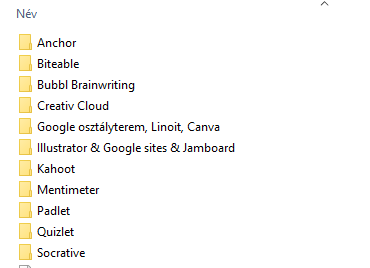 Név
Anchor
Biteable
Bubbl Brainwriting
Creativ Cloud
Google osztályterem, Linoit, Canva
Illustrator & Google sites & Jamboard
Kahoot
Mentimeter
Padlet
Quizlet
Socrative